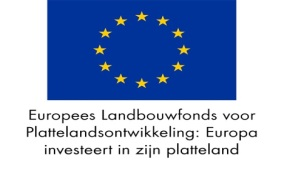 Europees Landbouwfonds voor
Plattelandsontwikkeling: Europa
investeert in zijn platteland